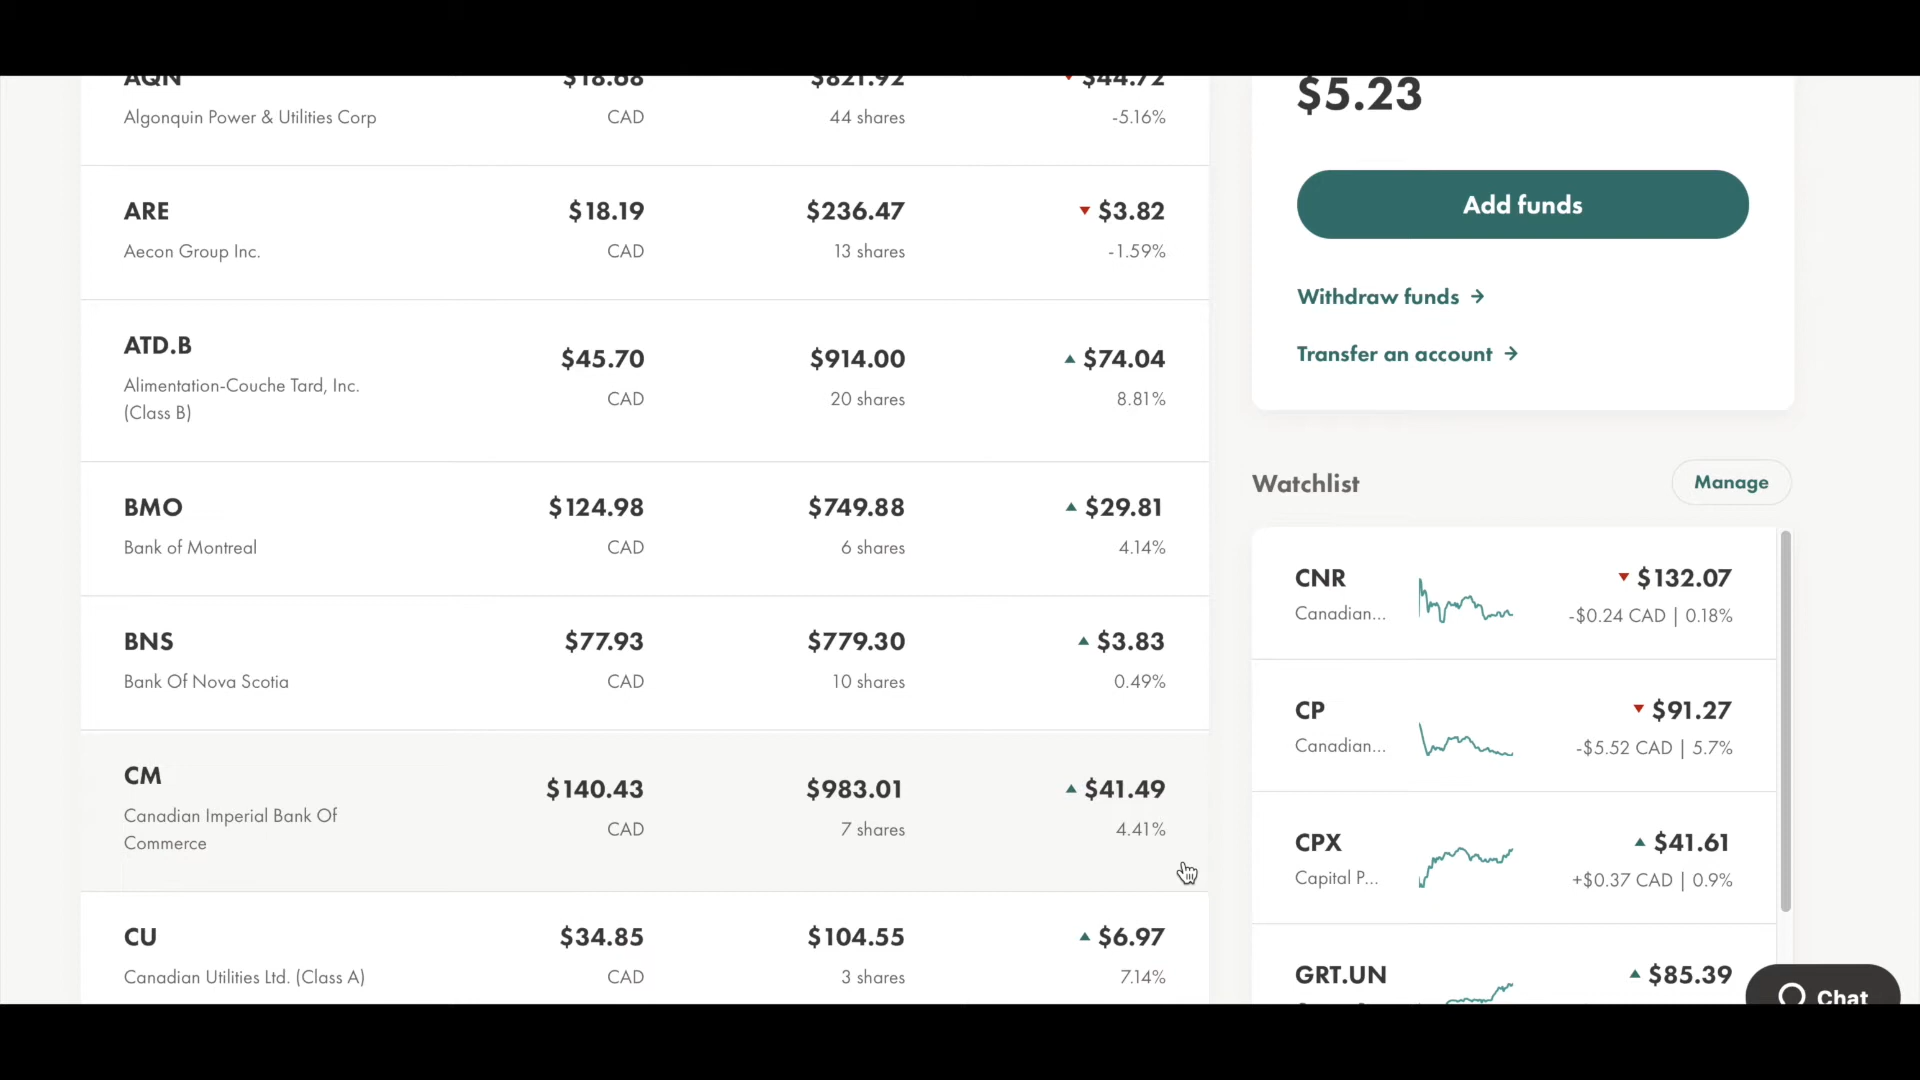 AQN $18.68 $821.92 $44.72
Algonquin Power & Utilities Corp CAD 44 shares -5.16%
ARE $18.19 $236.47 $3.82
Aecon Group Inc. CAD 13 shares -1.59%
ATD.B $45.70 $914.00 $74.04
Alimentation-Couche Tard, Inc. CAD 20 shares 8.81%
(Class B)
BMO $124.98 $749.88 $29.81
Bank of Montreal CAD 6 shares 4.14%
BNS $77.93 $779.30 $3.83
Bank Of Nova Scotia CAD 10 shares 0.49%
CM $140.43 $983.01 $41.49
Canadian Imperial Bank Of CAD 7 shares 4.41%
Commerce
CU $34.85 $104.55 $6.97
Canadian Utilities Ltd. (Class A) CAD 3 shares 7.14%
$5.23
Add funds
Withdraw funds →
Transfer an account →
Watchlist Manage
CNR $132.07
Canadian... -$0.24 CAD | 0.18%
CP $91.27
Canadian... -$5.52 CAD | 5.7%
CPX $41.61
Capital P... +$0.37 CAD | 0.9%
GRT.UN $85.39
Chat